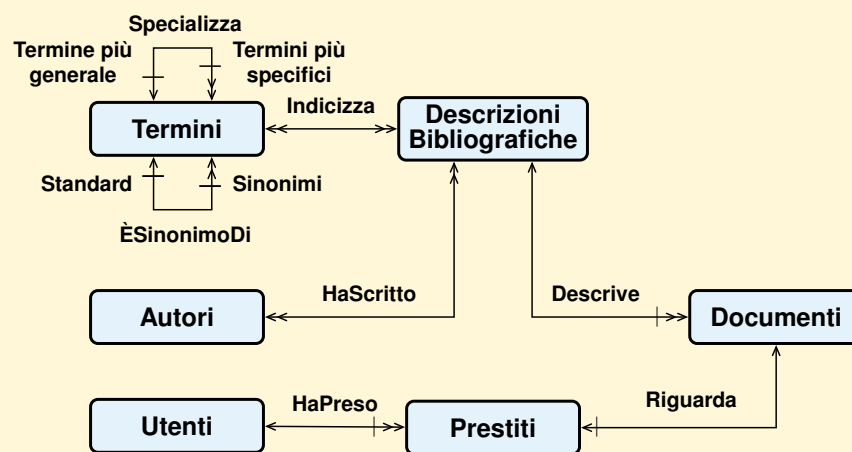 Specializza
Termine più
generale
Termini più
specifici
Termini
Indicizza
Descrizioni
Bibliografiche
Standard
Sinonimi
ÈSinonimoDi
Autori
HaScritto
Descrive
Documenti
Utenti
HaPreso
Prestiti
Riguarda